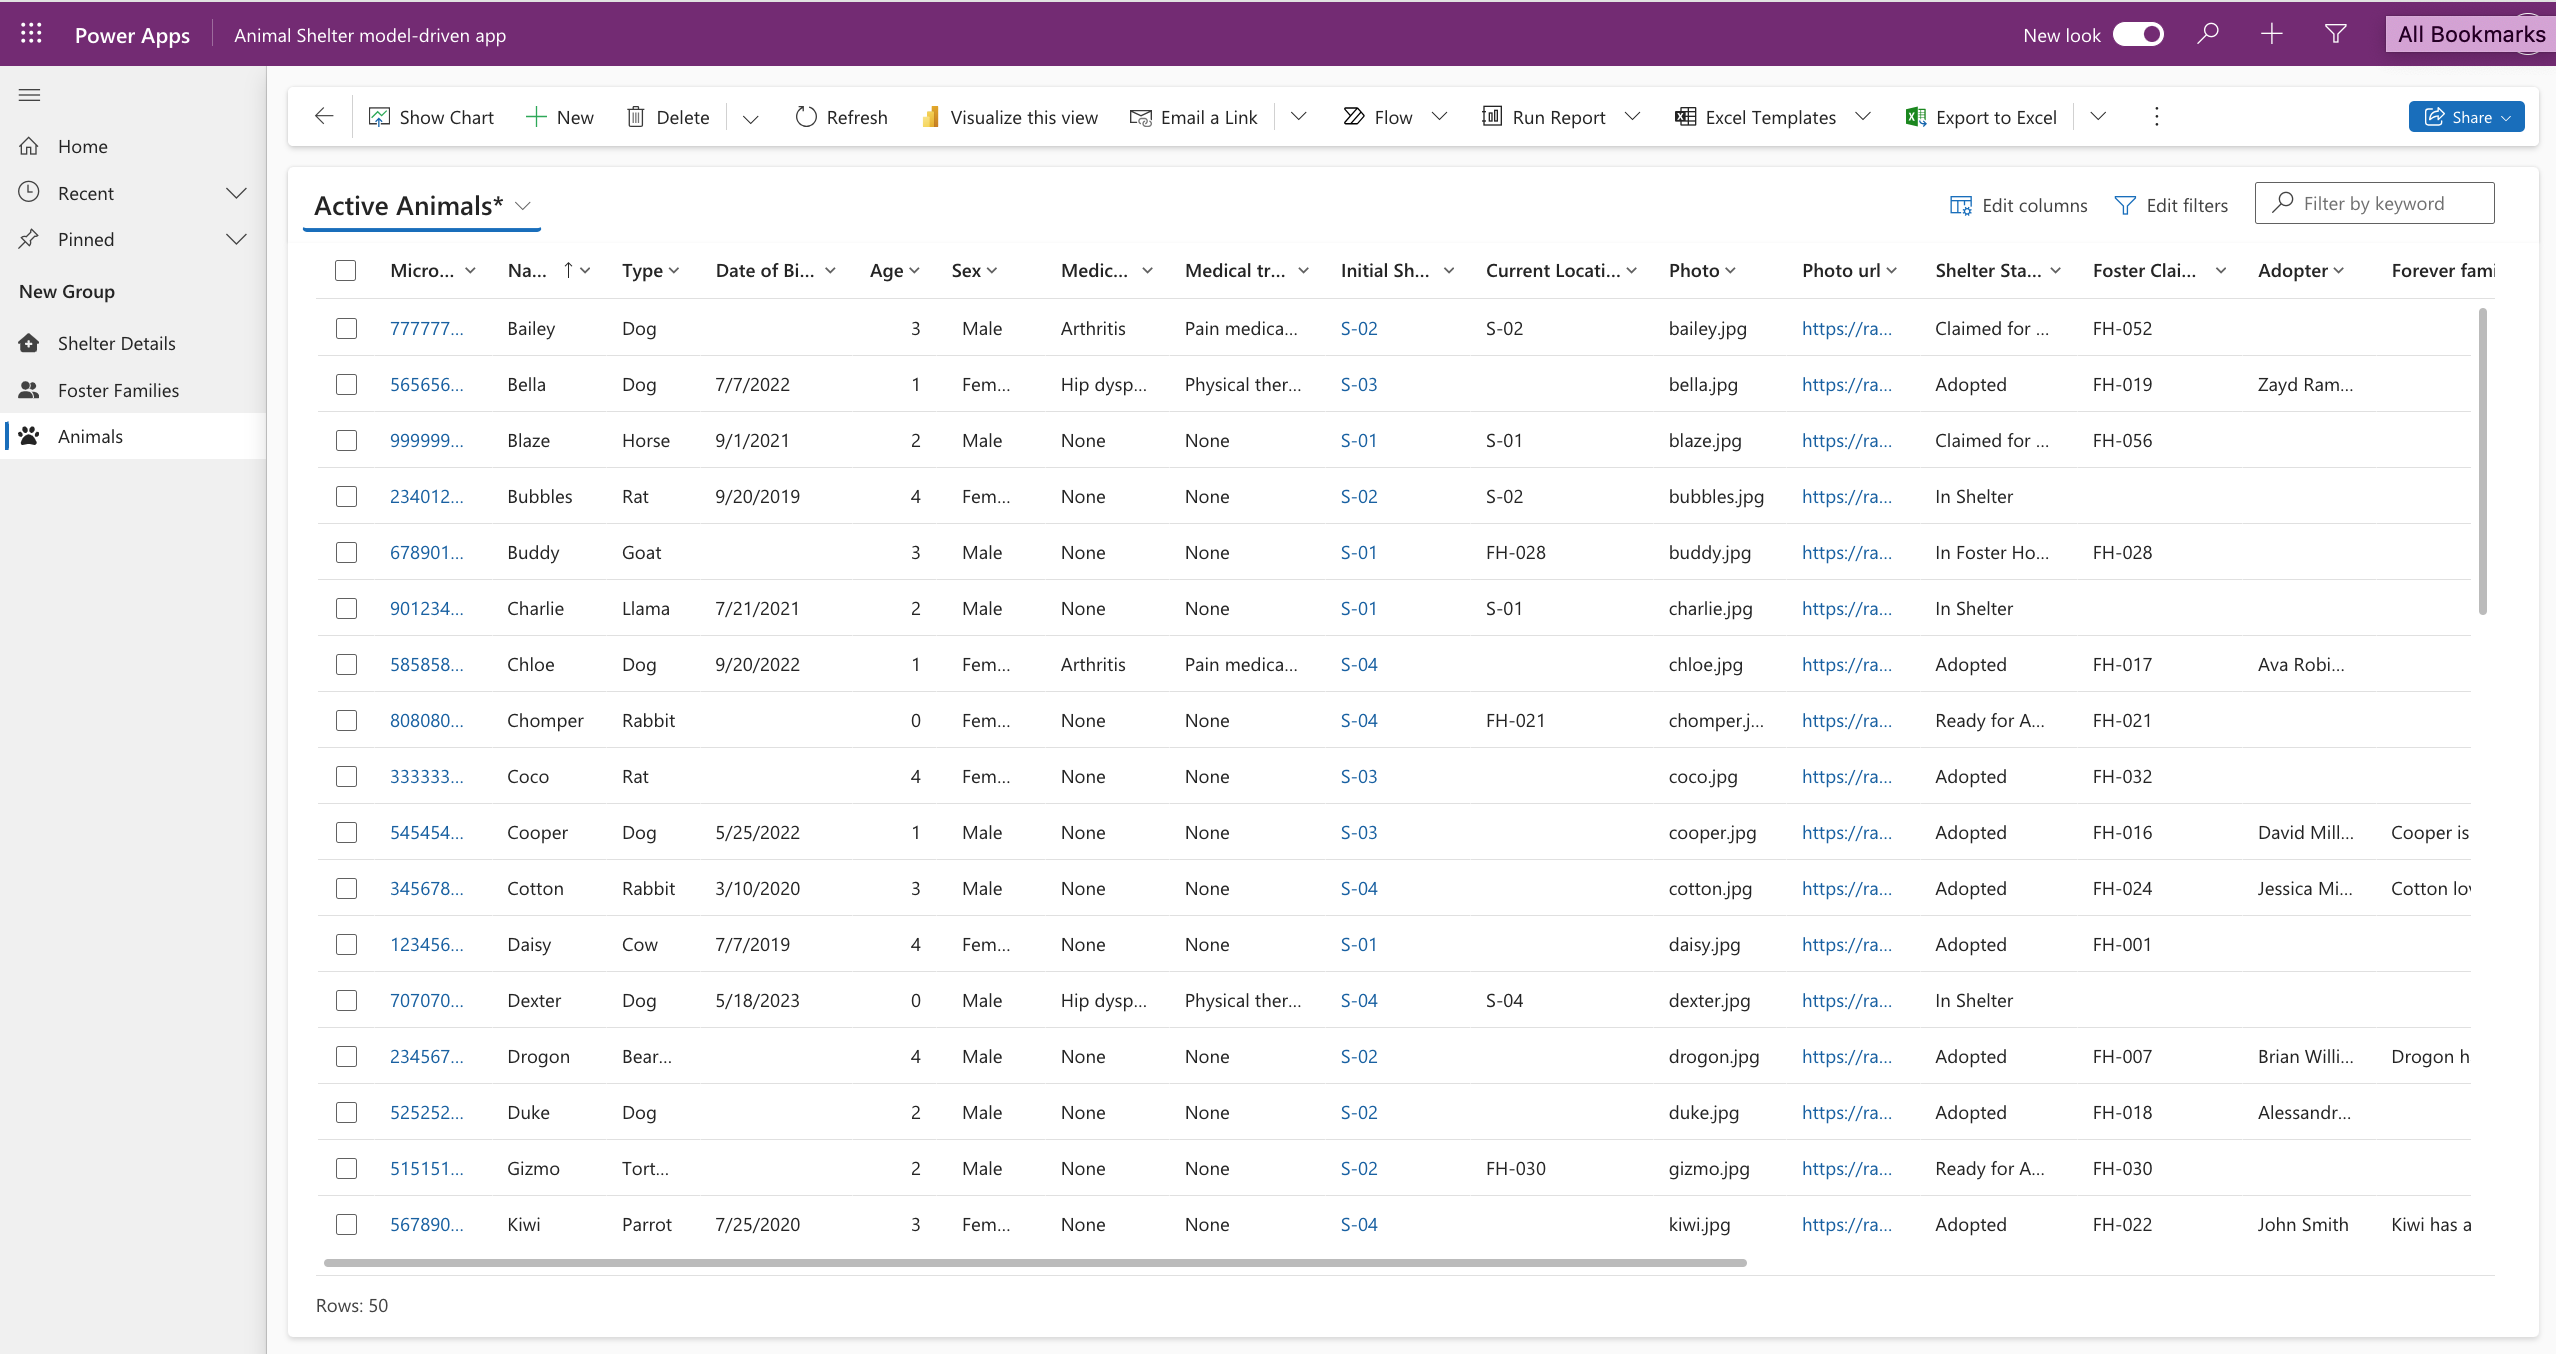 Power Apps Animal Shelter model-driven app New look All Bookmarks
Home
Recent
Pinned
New Group
Shelter Details
Foster Families
Animals
Show Chart New Delete Refresh Visualize this view Email a Link Flow Run Report Excel Templates Export to Excel Share
Active Animals* Edit columns Edit filters Filter by keyword
Micro... Na... Type Date of Bi... Age Sex Medic... Medical tr... Initial Sh... Current Locati... Photo Photo url Shelter Sta... Foster Clai... Adopter Forever fami
777777... Bailey Dog 3 Male Arthritis Pain medica... S-02 S-02 bailey.jpg https://ra... Claimed for ... FH-052
565656... Bella Dog 7/7/2022 1 Fem... Hip dysp... Physical ther... S-03 bella.jpg https://ra... Adopted FH-019 Zayd Ram...
999999... Blaze Horse 9/1/2021 2 Male None None S-01 S-01 blaze.jpg https://ra... Claimed for ... FH-056
234012... Bubbles Rat 9/20/2019 4 Fem... None None S-02 S-02 bubbles.jpg https://ra... In Shelter
678901... Buddy Goat 3 Male None None S-01 FH-028 buddy.jpg https://ra... In Foster Ho... FH-028
901234... Charlie Llama 7/21/2021 2 Male None None S-01 S-01 charlie.jpg https://ra... In Shelter
585858... Chloe Dog 9/20/2022 1 Fem... Arthritis Pain medica... S-04 chloe.jpg https://ra... Adopted FH-017 Ava Robi...
808080... Chomper Rabbit 0 Fem... None None S-04 FH-021 chomper.j... https://ra... Ready for A... FH-021
333333... Coco Rat 4 Fem... None None S-03 coco.jpg https://ra... Adopted FH-032
545454... Cooper Dog 5/25/2022 1 Male None None S-03 cooper.jpg https://ra... Adopted FH-016 David Mill... Cooper is
345678... Cotton Rabbit 3/10/2020 3 Male None None S-04 cotton.jpg https://ra... Adopted FH-024 Jessica Mi... Cotton lov
123456... Daisy Cow 7/7/2019 4 Fem... None None S-01 daisy.jpg https://ra... Adopted FH-001
707070... Dexter Dog 5/18/2023 0 Male Hip dysp... Physical ther... S-04 S-04 dexter.jpg https://ra... In Shelter
234567... Drogon Bear... 4 Male None None S-02 drogon.jpg https://ra... Adopted FH-007 Brian Willi... Drogon h
525252... Duke Dog 2 Male None None S-02 duke.jpg https://ra... Adopted FH-018 Alessandr...
515151... Gizmo Tort... 2 Male None None S-02 FH-030 gizmo.jpg https://ra... Ready for A... FH-030
567890... Kiwi Parrot 7/25/2020 3 Fem... None None S-04 kiwi.jpg https://ra... Adopted FH-022 John Smith Kiwi has a
Rows: 50